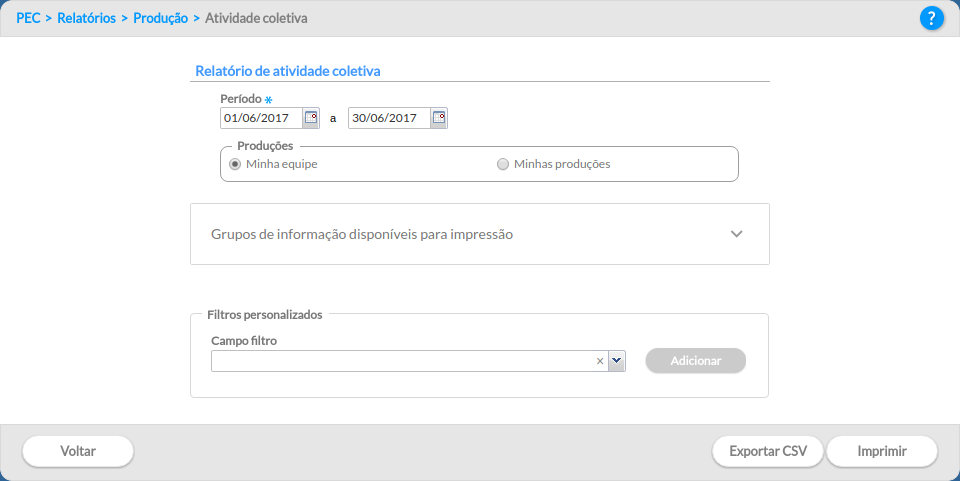 PEC > Relatórios > Produção > Atividade coletiva
?
Relatório de atividade coletiva
Período *
01/06/2017 a 30/06/2017
Produções
Minha equipe Minhas produções
Grupos de informação disponíveis para impressão
Filtros personalizados
Campo filtro
× Adicionar
Voltar Exportar CSV Imprimir